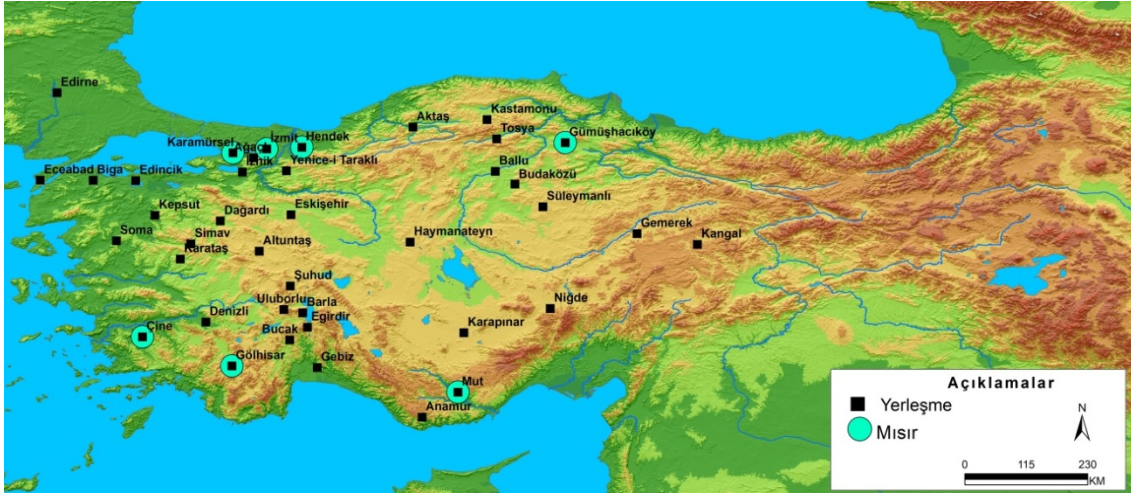 Edirne
Kastamonu
Aktaş
Tosya
Gümüşhacıköy
İzmit
Hendek
Karamürsel
Ağaç
İznik
Yenice-i Taraklı
Ballu
Budaközü
Eceabad
Biga
Edincik
Süleymanlı
Kepsut
Dağardı
Eskişehir
Gemerek
Kangal
Soma
Simav
Karataş
Altuntaş
Haymanateyn
Şuhud
Niğde
Uluborlu
Barla
Denizli
Egirdir
Karapınar
Çine
Bucak
Gölhisar
Gebiz
Mut
Anamur
Açıklamalar
Yerleşme
Mısır
N
0 115 230
KM